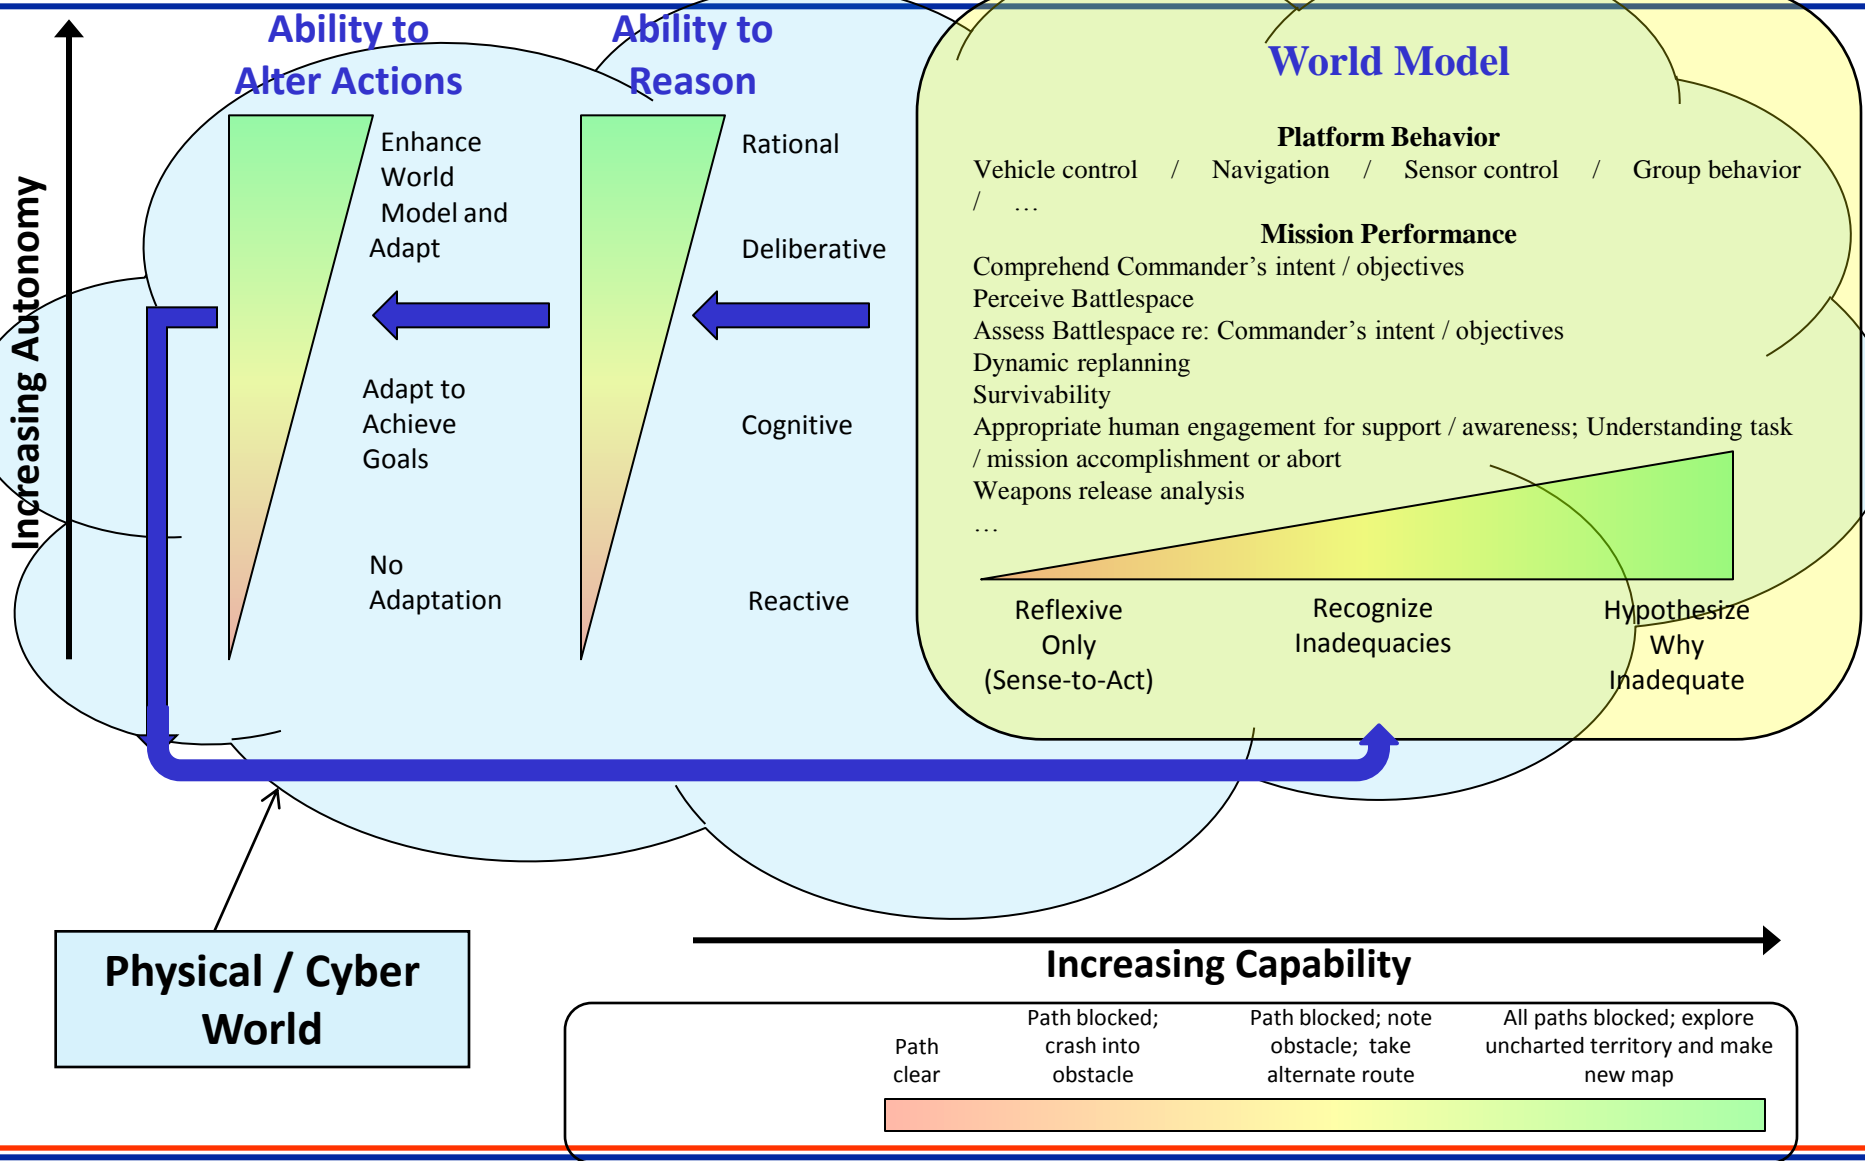 Increasing Autonomy
Ability to
Alter Actions
Enhance
World
Model and
Adapt
Adapt to
Achieve
Goals
No
Adaptation
Ability to
Reason
Rational
Deliberative
Cognitive
Reactive
World Model
Platform Behavior
Vehicle control / Navigation / Sensor control / Group behavior
/ …
Mission Performance
Comprehend Commander’s intent / objectives
Perceive Battlespace
Assess Battlespace re: Commander’s intent / objectives
Dynamic replanning
Survivability
Appropriate human engagement for support / awareness; Understanding task
/ mission accomplishment or abort
Weapons release analysis
…
Reflexive
Only
(Sense-to-Act)
Recognize
Inadequacies
Hypothesize
Why
Inadequate
Physical / Cyber
World
Increasing Capability
Path
clear
Path blocked;
crash into
obstacle
Path blocked; note
obstacle; take
alternate route
All paths blocked; explore
uncharted territory and make
new map